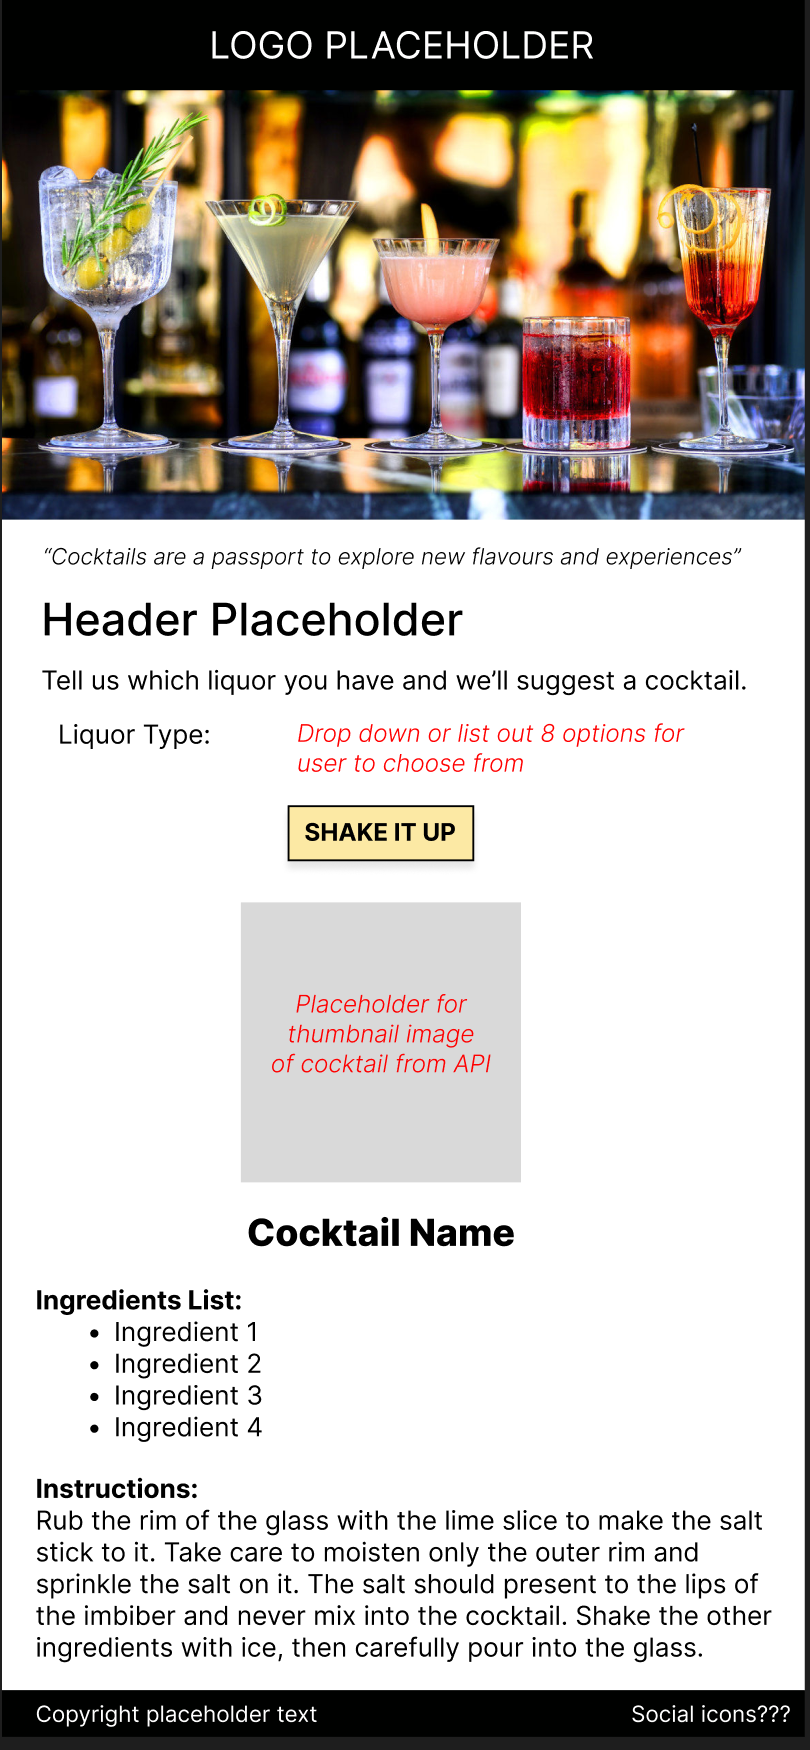 LOGO PLACEHOLDER
“Cocktails are a passport to explore new flavours and experiences”
Header Placeholder
Tell us which liquor you have and we’ll suggest a cocktail.
Liquor Type:
Drop down or list out 8 options for
user to choose from
SHAKE IT UP
Placeholder for
thumbnail image
of cocktail from API
Cocktail Name
Ingredients List:
• Ingredient 1
• Ingredient 2
• Ingredient 3
• Ingredient 4
Instructions:
Rub the rim of the glass with the lime slice to make the salt
stick to it. Take care to moisten only the outer rim and
sprinkle the salt on it. The salt should present to the lips of
the imbiber and never mix into the cocktail. Shake the other
ingredients with ice, then carefully pour into the glass.
Copyright placeholder text
Social icons???